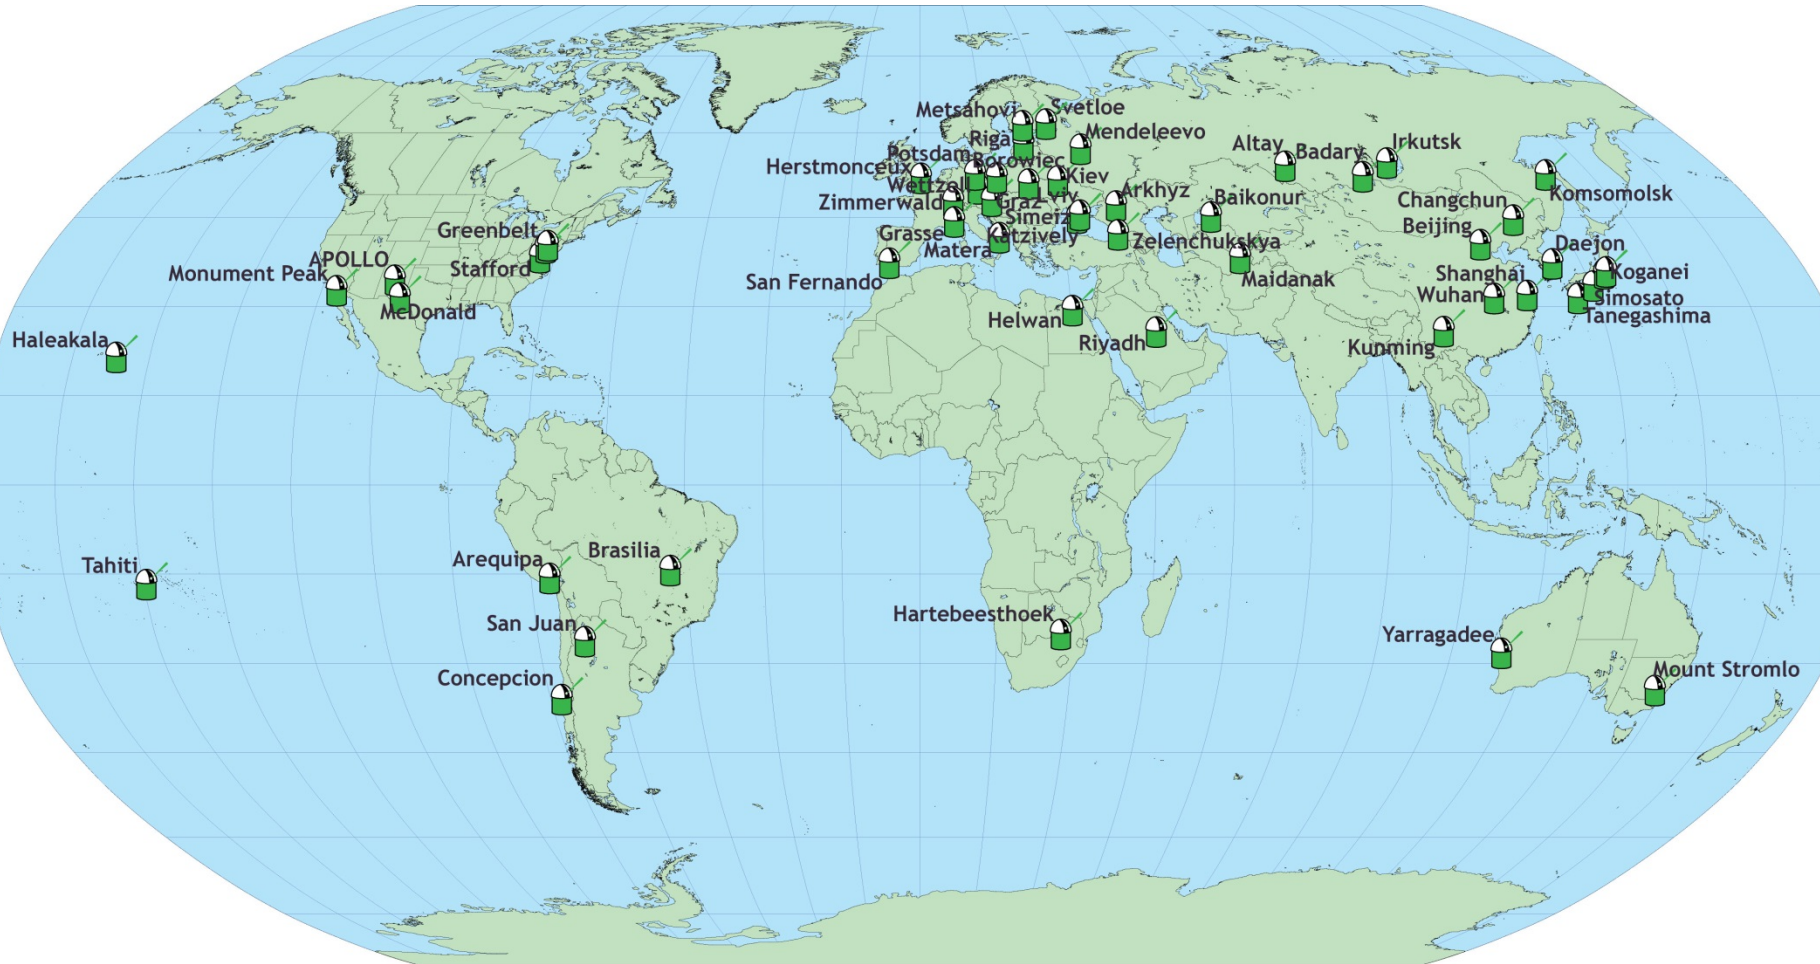 Metsahovi
Svetloe
Riga
Mendeleevo
Potsdam
Borowiec
Herstmonceux
Wettzell
Kiev
Zimmerwald
Graz
Lviv
Arkhyz
Simeiz
Grasse
Katzively
Matera
Zelenchukskya
San Fernando
Baikonur
Maidanak
Altay
Badary
Irkutsk
Komsomolsk
Changchun
Beijing
Daejon
Shanghai
Koganei
Wuhan
Simosato
Tanegashima
Kunming
Helwan
Riyadh
Greenbelt
APOLLO
Stafford
Monument Peak
McDonald
Haleakala
Tahiti
Arequipa
Brasilia
San Juan
Concepcion
Hartebeesthoek
Yarragadee
Mount Stromlo